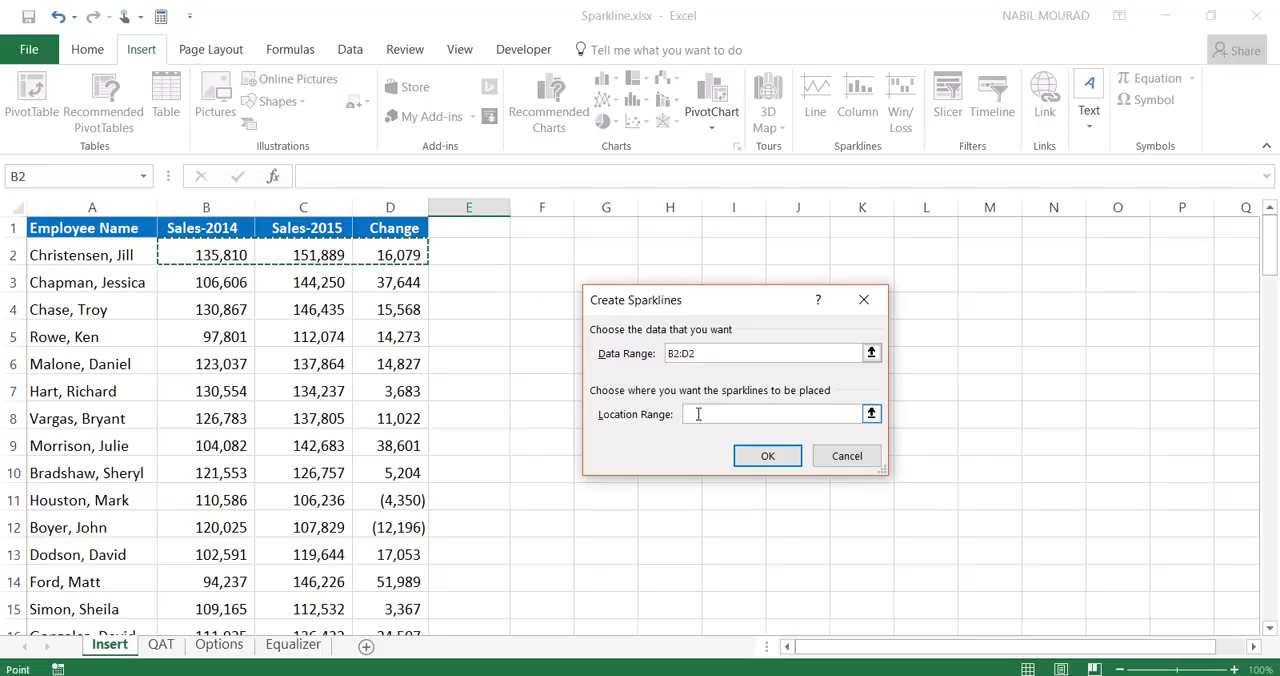 Sparkline.xlsx - Excel
NABIL MOURAD
File Home Insert Page Layout Formulas Data Review View Developer Tell me what you want to do Share
PivotTable Recommended PivotTables Table
Tables
Pictures Online Pictures Shapes
Illustrations
Store
My Add-ins
Add-ins
Recommended Charts PivotChart
Charts
3D Map
Tours
Line Column Win/Loss
Sparklines
Slicer Timeline
Filters
Link
Links
Text
Equation
Symbol
Symbols
B2
fx
A B C D E F G H I J K L M N O P Q
1 Employee Name Sales-2014 Sales-2015 Change
2 Christensen, Jill 135,810 151,889 16,079
3 Chapman, Jessica 106,606 144,250 37,644
4 Chase, Troy 130,867 146,435 15,568
5 Rowe, Ken 97,801 112,074 14,273
6 Malone, Daniel 123,037 137,864 14,827
7 Hart, Richard 130,554 134,237 3,683
8 Vargas, Bryant 126,783 137,805 11,022
9 Morrison, Julie 104,082 142,683 38,601
10 Bradshaw, Sheryl 121,553 126,757 5,204
11 Houston, Mark 110,586 106,236 (4,350)
12 Boyer, John 120,025 107,829 (12,196)
13 Dodson, David 102,591 119,644 17,053
14 Ford, Matt 94,237 146,226 51,989
15 Simon, Sheila 109,165 112,532 3,367
Create Sparklines ?
Choose the data that you want
Data Range: B2:D2
Choose where you want the sparklines to be placed
Location Range:
OK Cancel
Insert QAT Options Equalizer
Point
100%